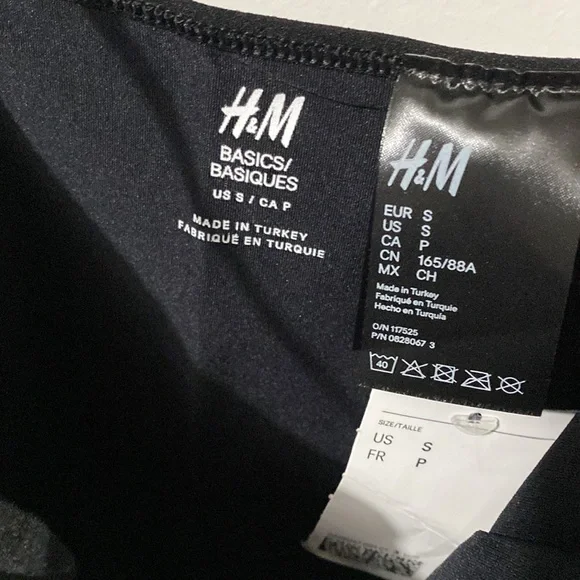 H&M
BASICS/
BASIQUES
US S / CA P
MADE IN TURKEY
FABRIQUÉ EN TURQUIE
H&M
EUR S
US S
CA P
CN 165/88A
MX CH
Made in Turkey
Fabriqué en Turquie
Hecho en Turquía
O/N 117525
P/N 0828067 3
40
SIZE/TAILLE
US S
FR P